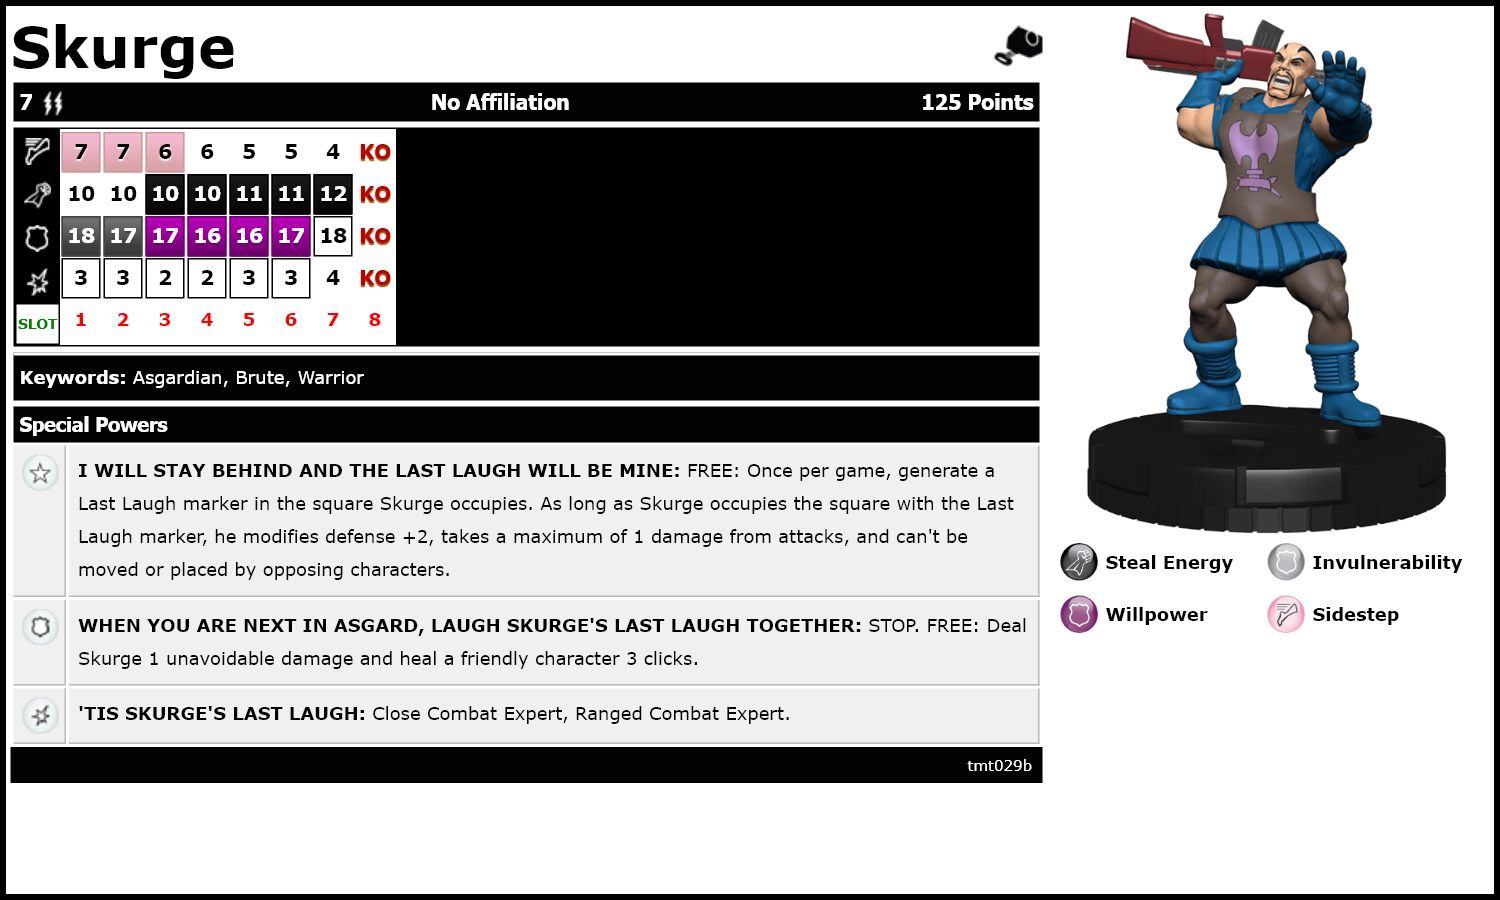 Skurge
7 No Affiliation 125 Points
7 7 6 6 5 5 4 KO
10 10 10 10 11 11 12 KO
18 17 17 16 16 17 18 KO
3 3 2 2 3 3 4 KO
SLOT 1 2 3 4 5 6 7 8
Keywords: Asgardian, Brute, Warrior
Special Powers
I WILL STAY BEHIND AND THE LAST LAUGH WILL BE MINE: FREE: Once per game, generate a
Last Laugh marker in the square Skurge occupies. As long as Skurge occupies the square with the Last
Laugh marker, he modifies defense +2, takes a maximum of 1 damage from attacks, and can't be
moved or placed by opposing characters.
WHEN YOU ARE NEXT IN ASGARD, LAUGH SKURGE'S LAST LAUGH TOGETHER: STOP. FREE: Deal
Skurge 1 unavoidable damage and heal a friendly character 3 clicks.
'TIS SKURGE'S LAST LAUGH: Close Combat Expert, Ranged Combat Expert.
tmt029b
Steal Energy Invulnerability
Willpower Sidestep